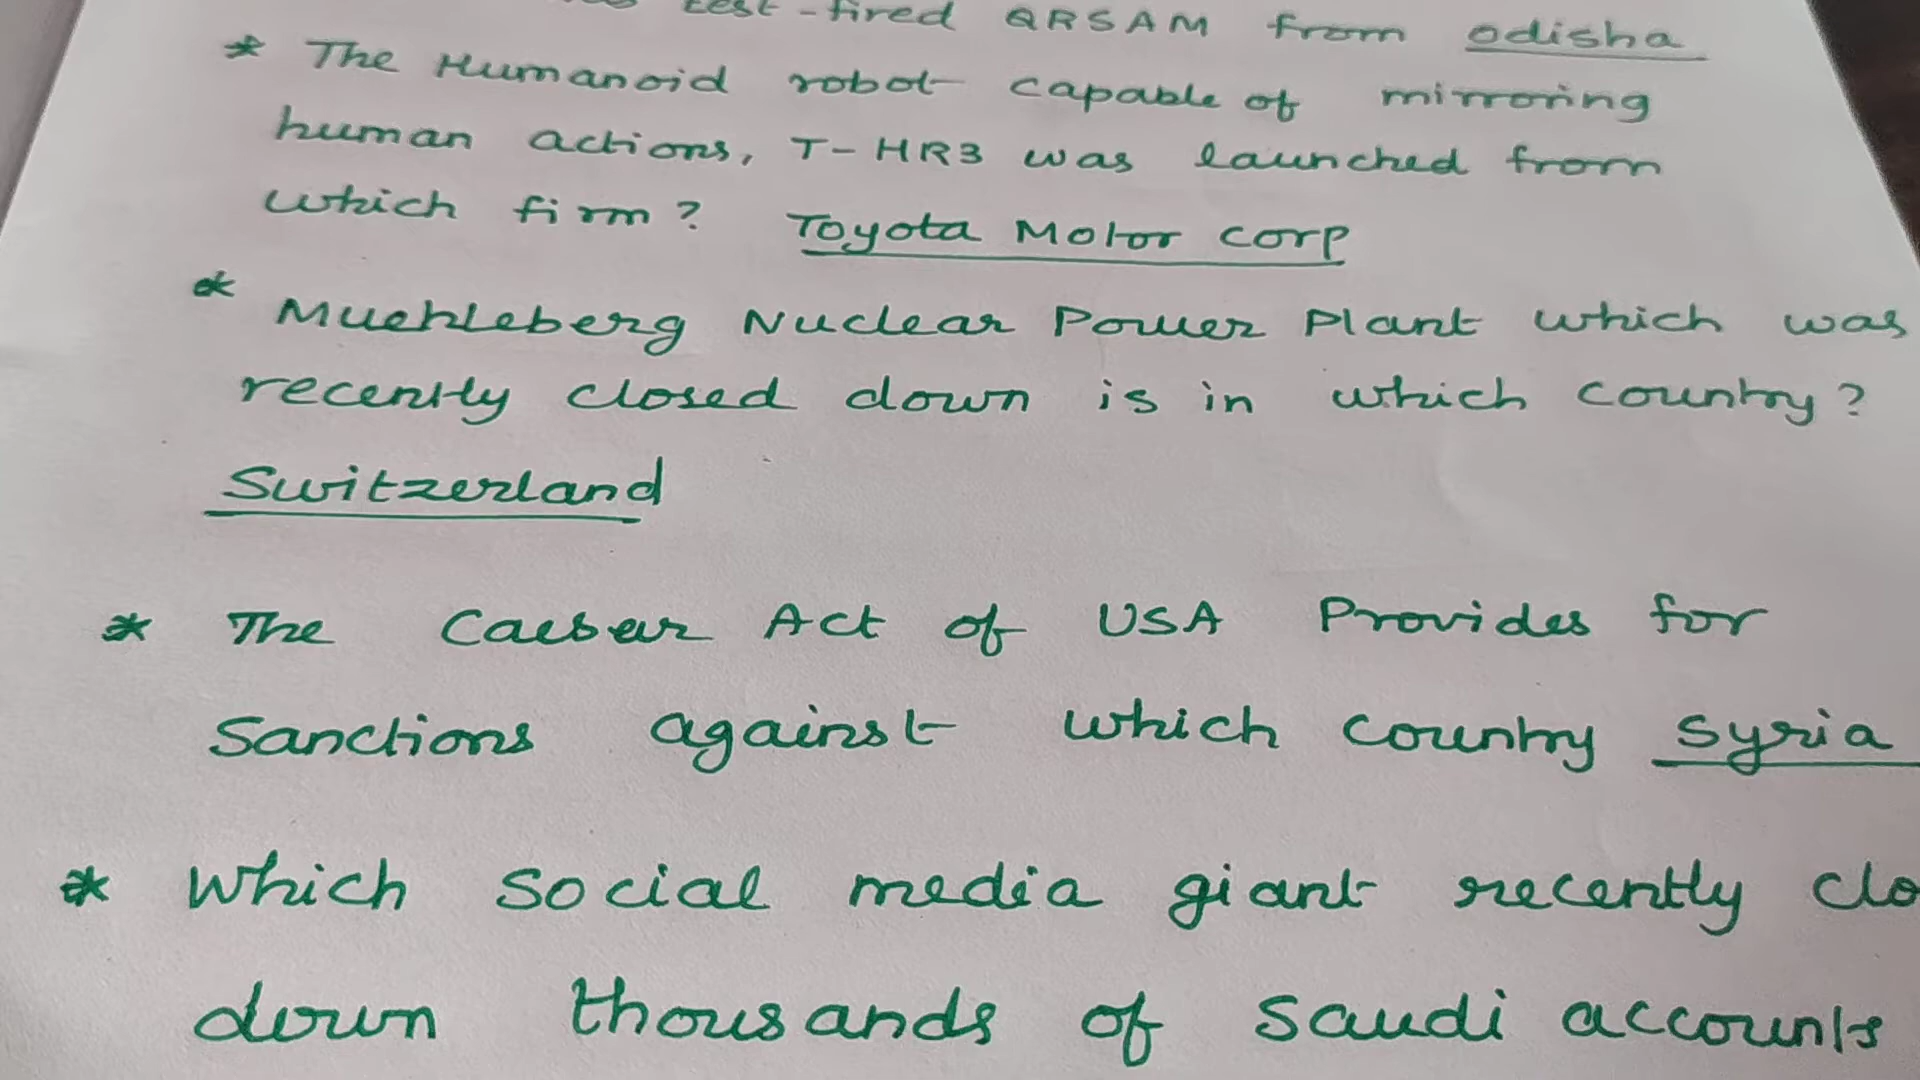 test-fired QRSAM from odisha
* The Humanoid robot capable of mirroring
human actions, T-HR3 was launched from
which firm? Toyota Motor corp
* Muehleberg Nuclear Power Plant which was
recently closed down is in which country?
Switzerland
* The Caesar Act of USA Provides for
Sanctions against which country Syria
* Which social media giant recently clo
down thousands of saudi accounts